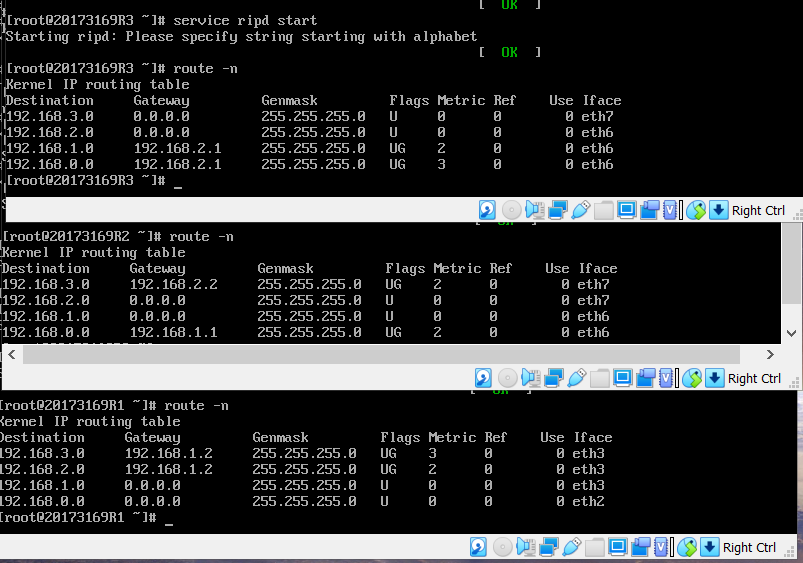 [ OK ]
[root@20173169R3 ~]# service ripd start
Starting ripd: Please specify string starting with alphabet
[ OK ]
[root@20173169R3 ~]# route -n
Kernel IP routing table
Destination Gateway Genmask Flags Metric Ref Use Iface
192.168.3.0 0.0.0.0 255.255.255.0 U 0 0 0 eth7
192.168.2.0 0.0.0.0 255.255.255.0 U 0 0 0 eth6
192.168.1.0 192.168.2.1 255.255.255.0 UG 2 0 0 eth6
192.168.0.0 192.168.2.1 255.255.255.0 UG 3 0 0 eth6
[root@20173169R3 ~]# _
Right Ctrl
[root@20173169R2 ~]# route -n
Kernel IP routing table
Destination Gateway Genmask Flags Metric Ref Use Iface
192.168.3.0 192.168.2.2 255.255.255.0 UG 2 0 0 eth7
192.168.2.0 0.0.0.0 255.255.255.0 U 0 0 0 eth7
192.168.1.0 0.0.0.0 255.255.255.0 U 0 0 0 eth6
192.168.0.0 192.168.1.1 255.255.255.0 UG 2 0 0 eth6
Right Ctrl
[root@20173169R1 ~]# route -n
Kernel IP routing table
Destination Gateway Genmask Flags Metric Ref Use Iface
192.168.3.0 192.168.1.2 255.255.255.0 UG 3 0 0 eth3
192.168.2.0 192.168.1.2 255.255.255.0 UG 2 0 0 eth3
192.168.1.0 0.0.0.0 255.255.255.0 U 0 0 0 eth3
192.168.0.0 0.0.0.0 255.255.255.0 U 0 0 0 eth2
[root@20173169R1 ~]# _
Right Ctrl